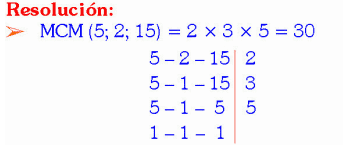 Resolución:
➢ MCM (5; 2; 15) = 2 × 3 × 5 = 30
5 – 2 – 15 | 2
5 – 1 – 15 | 3
5 – 1 – 5 | 5
1 – 1 – 1 |